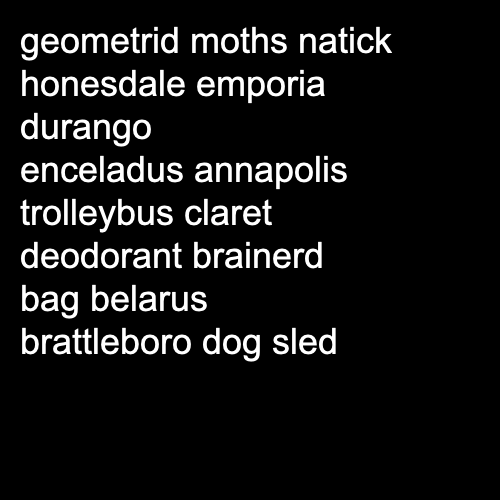 geometrid moths natick
honesdale emporia
durango
enceladus annapolis
trolleybus claret
deodorant brainerd
bag belarus
brattleboro dog sled